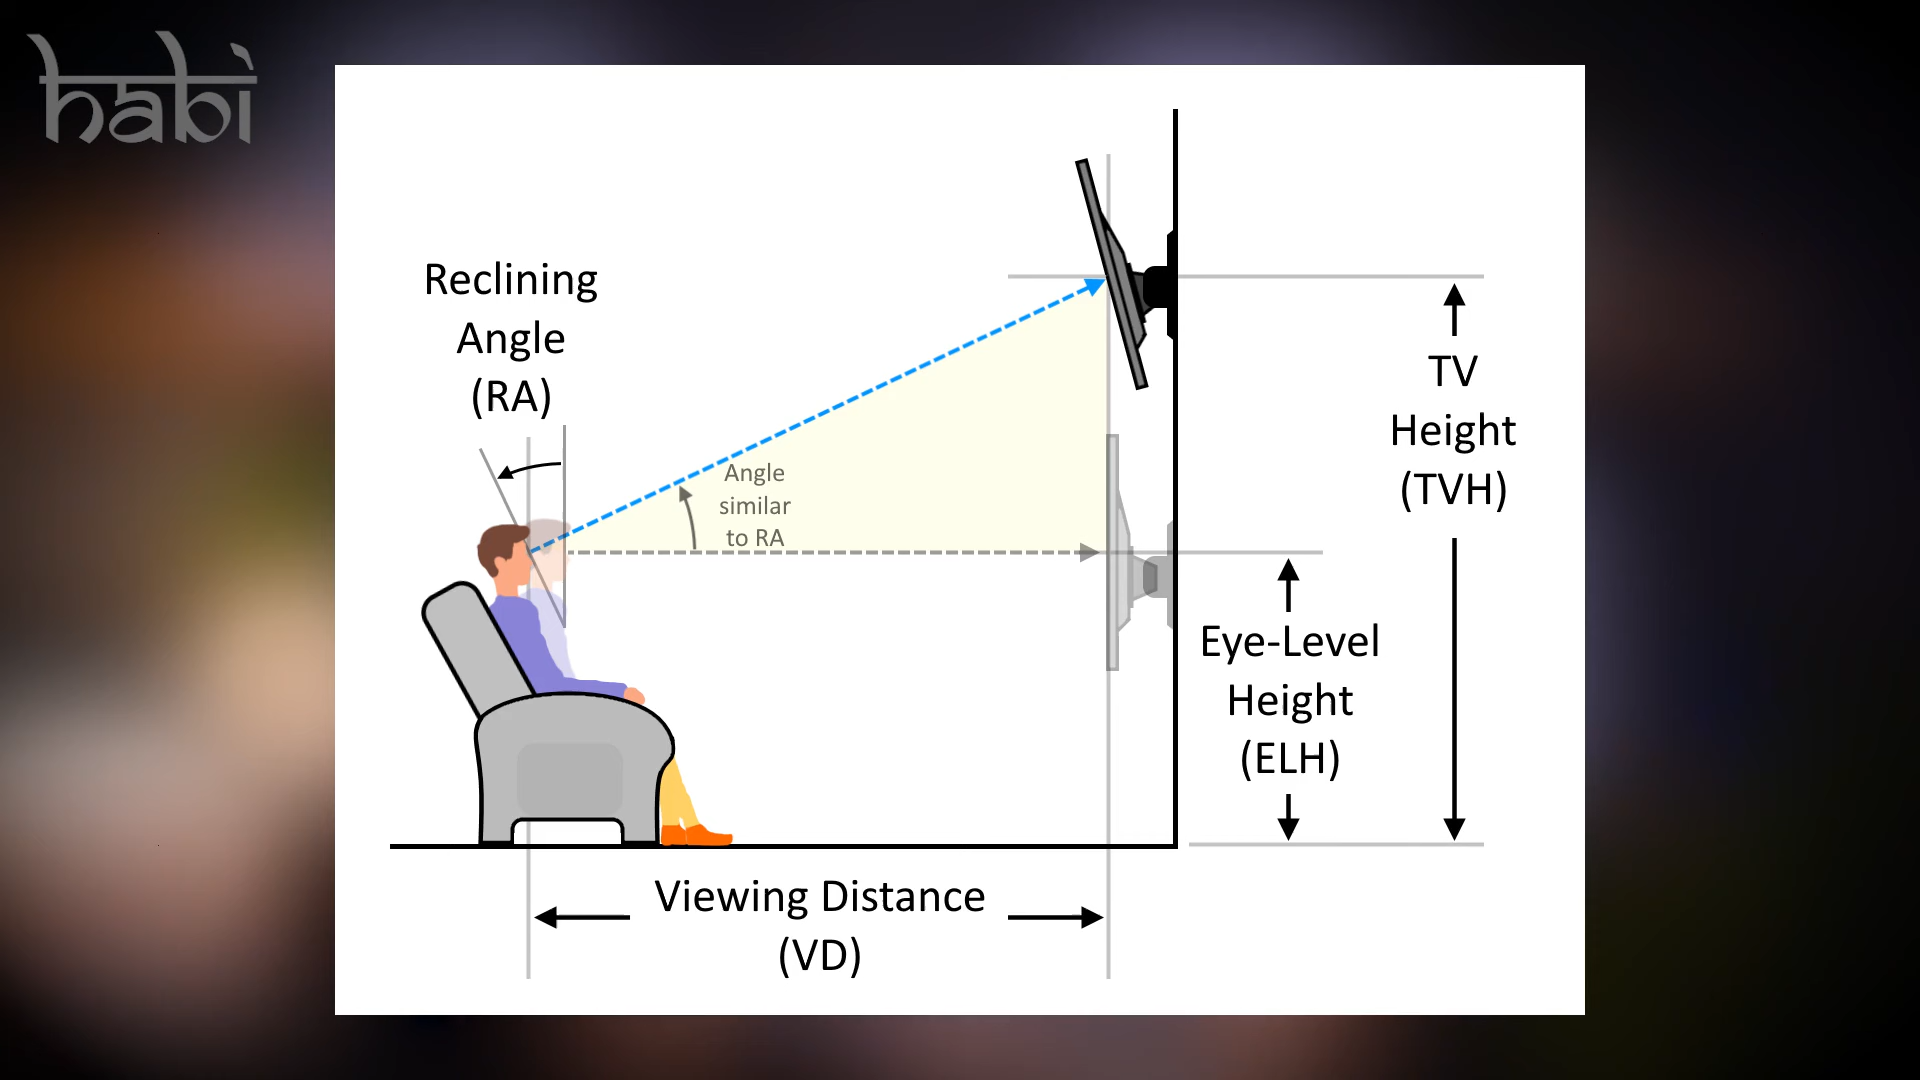 habi
Reclining
Angle
(RA)
Angle
similar
to RA
TV
Height
(TVH)
Eye-Level
Height
(ELH)
Viewing Distance
(VD)